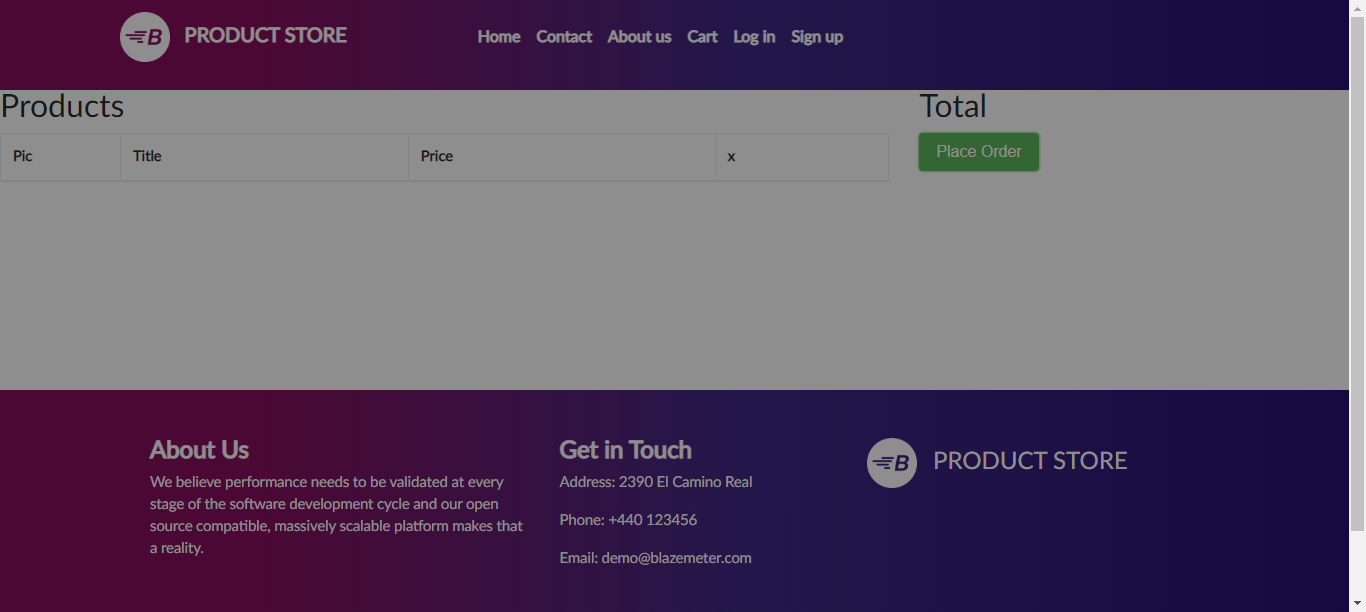 B PRODUCT STORE Home Contact About us Cart Log in Sign up
Products
Total
Pic Title Price x
Place Order
About Us
We believe performance needs to be validated at every
stage of the software development cycle and our open
source compatible, massively scalable platform makes that
a reality.
Get in Touch
Address: 2390 El Camino Real
Phone: +440 123456
Email: demo@blazemeter.com
B PRODUCT STORE